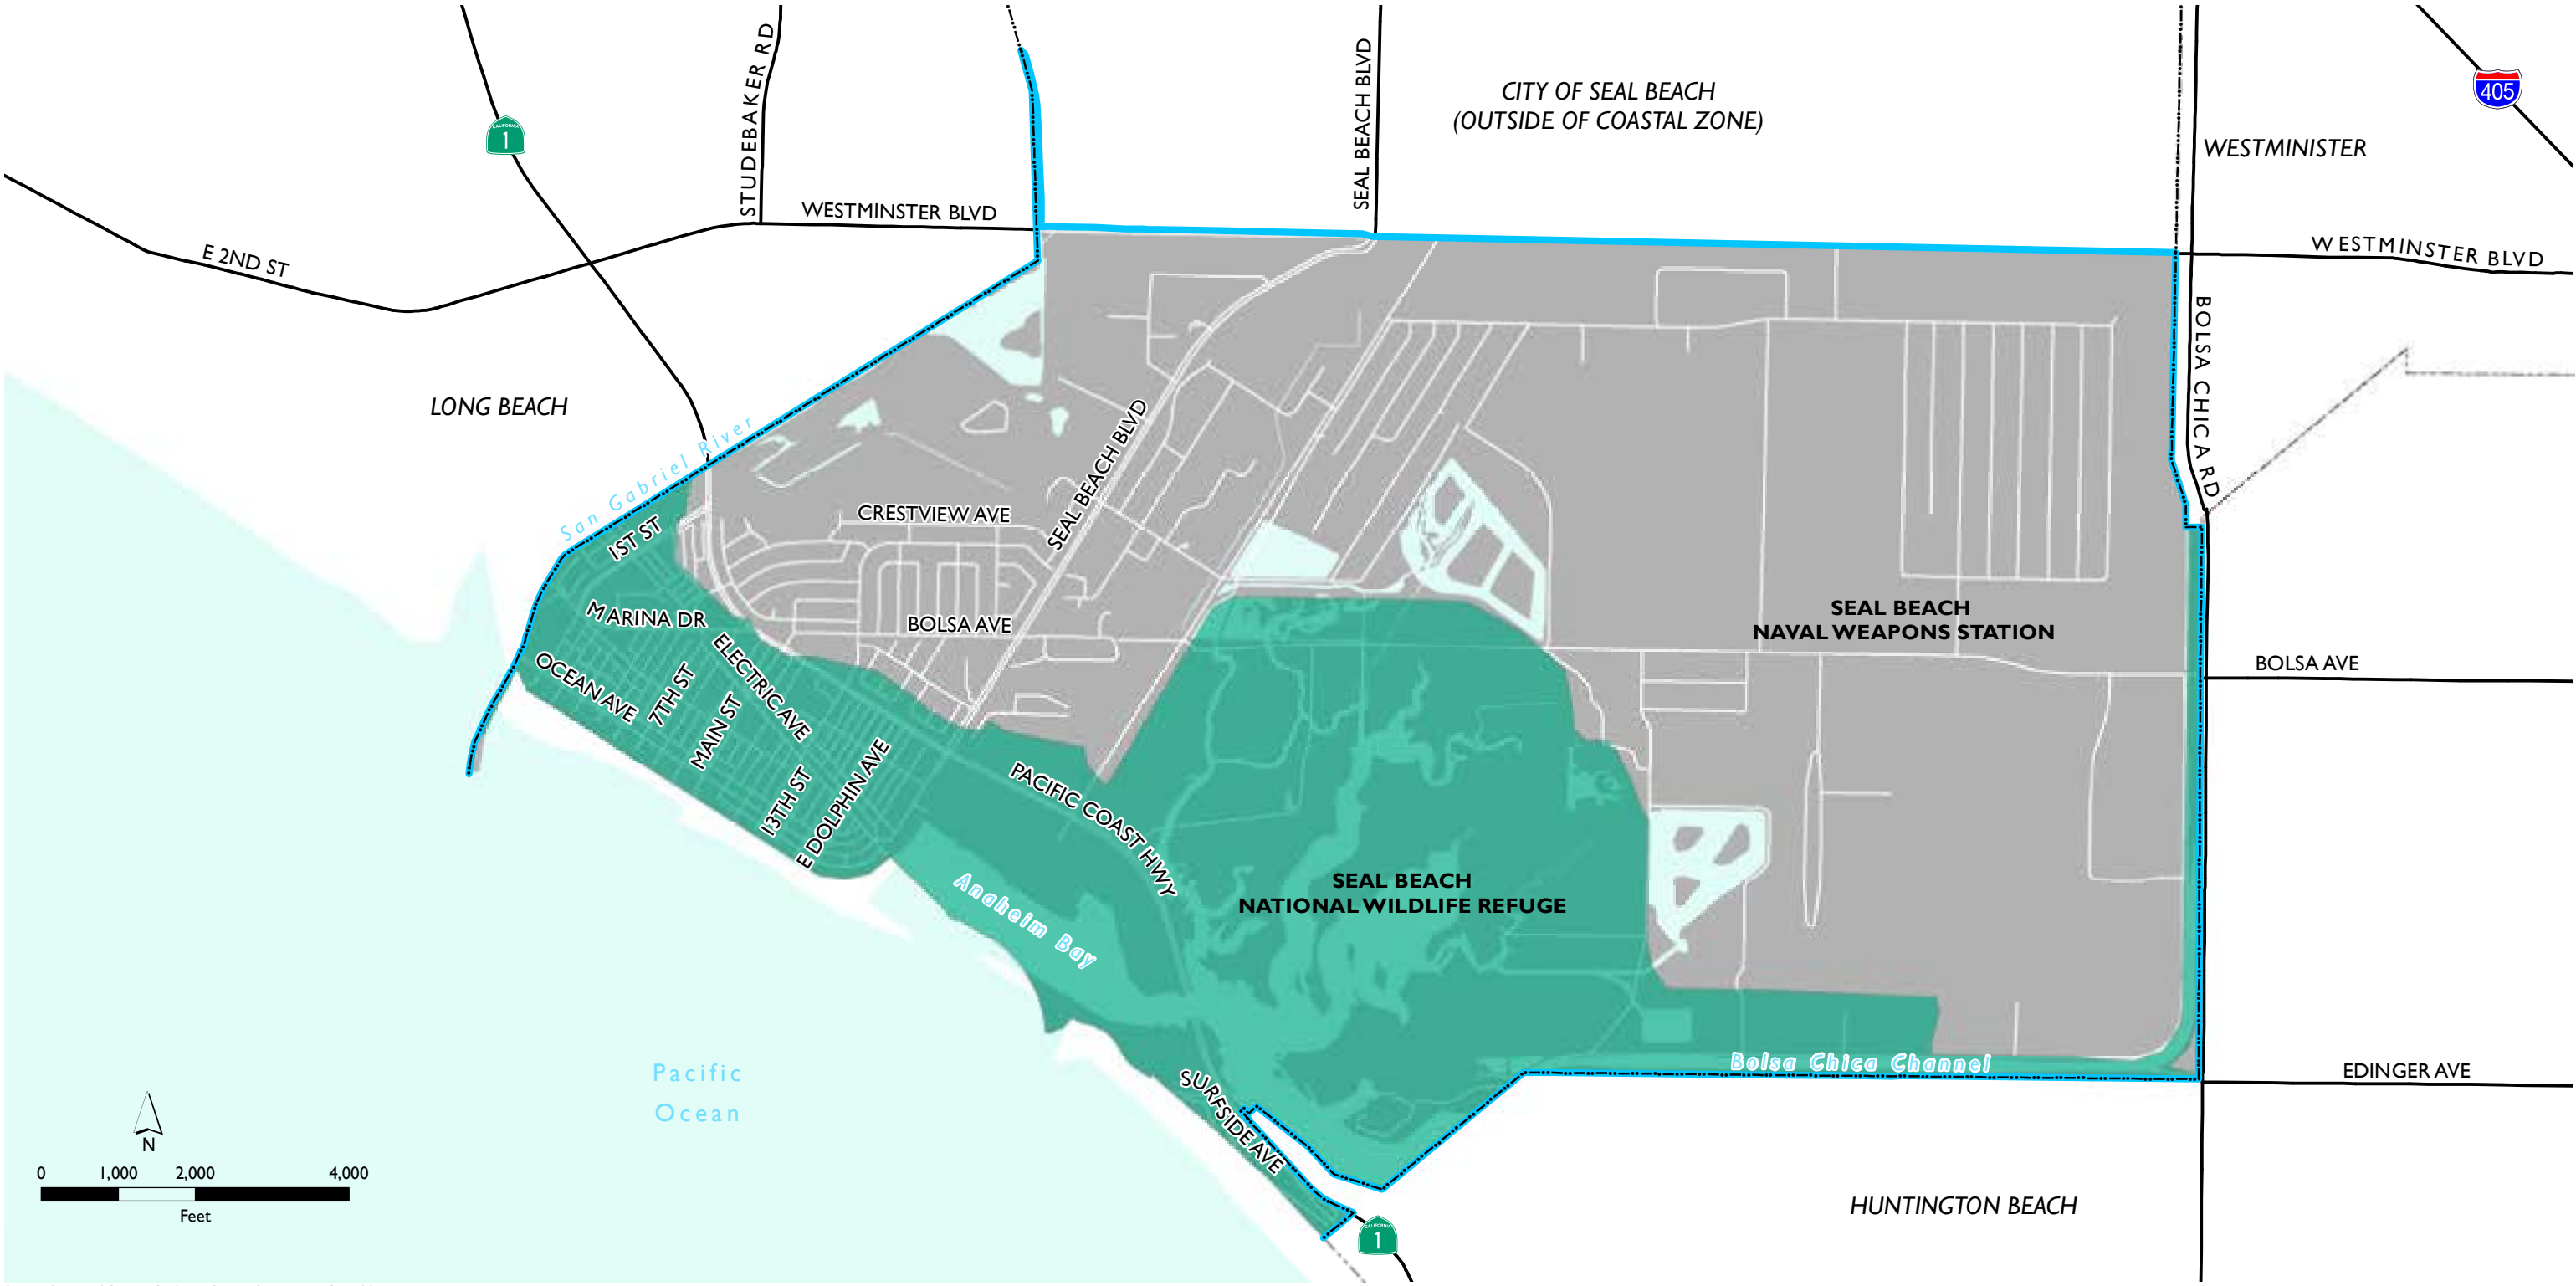 STUDEBAKER RD
SEAL BEACH BLVD
CITY OF SEAL BEACH
(OUTSIDE OF COASTAL ZONE)
405
CALIFORNIA
1
WESTMINISTER
WESTMINSTER BLVD
E 2ND ST
WESTMINSTER BLVD
BOLSA CHICA RD
LONG BEACH
San Gabriel River
SEAL BEACH BLVD
CRESTVIEW AVE
1ST ST
MARINA DR
BOLSA AVE
SEAL BEACH
NAVAL WEAPONS STATION
OCEAN AVE
7TH ST
ELECTRIC AVE
MAIN ST
BOLSA AVE
13TH ST
E DOLPHIN AVE
PACIFIC COAST HWY
SEAL BEACH
NATIONAL WILDLIFE REFUGE
Anaheim Bay
Pacific
Ocean
Bolsa Chica Channel
EDINGER AVE
SURFSIDE AVE
N
0 1,000 2,000 4,000
Feet
HUNTINGTON BEACH
CALIFORNIA
1